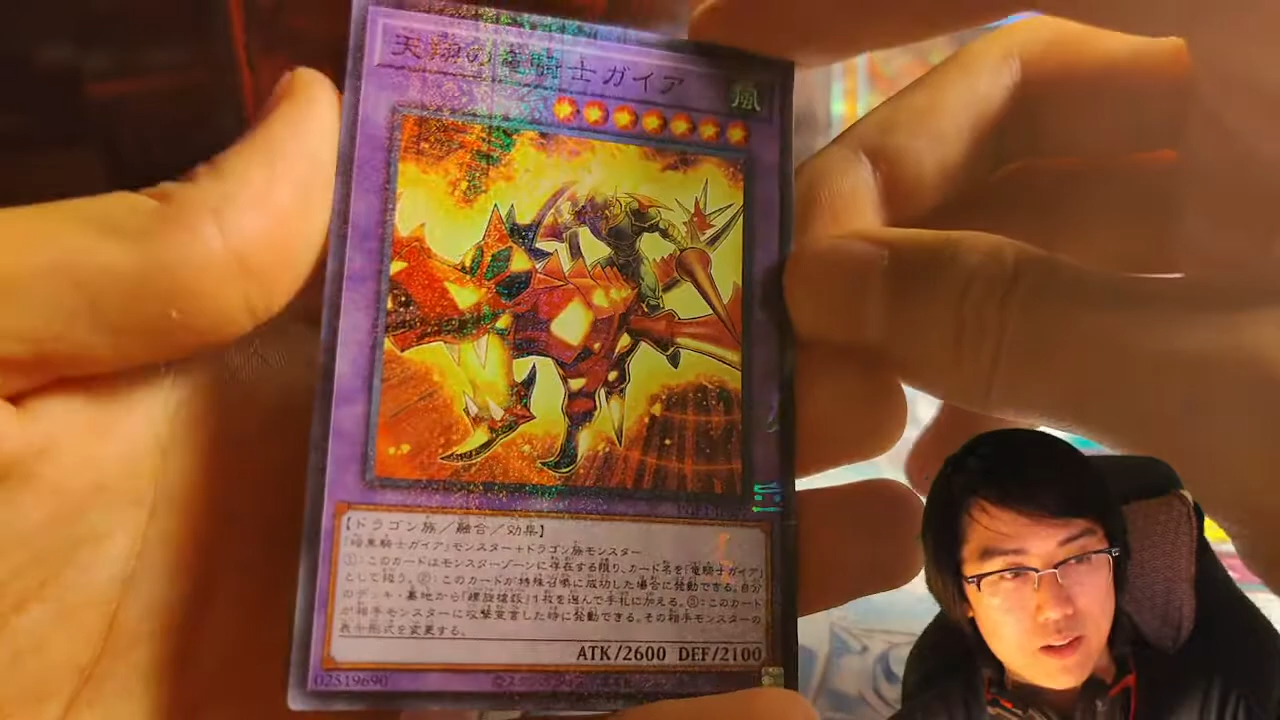 天翔の竜騎士ガイア
風
【ドラゴン族／融合／効果】
「暗黒騎士ガイア」モンスター＋ドラゴン族モンスター
①：このカードはモンスターゾーンに存在する限り、カード名を「竜騎士ガイア」
として扱う。②：このカードが特殊召喚に成功した場合に発動できる。自分
のデッキ・墓地から「螺旋槍殺」１枚を選んで手札に加える。③：このカード
が相手モンスターに攻撃宣言した時に発動できる。その相手モンスターの
表示形式を変更する。
ATK/2600 DEF/2100
02519690